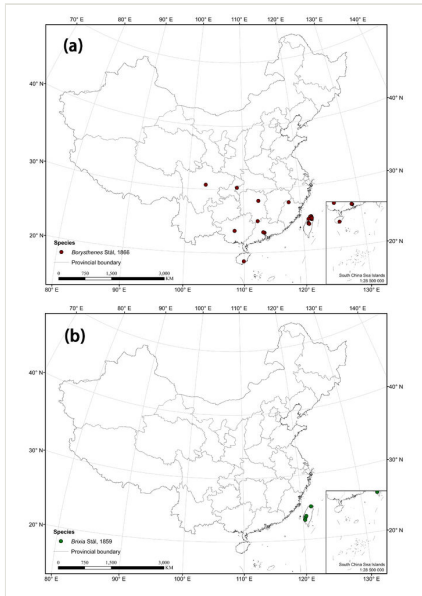 (a)
70° E 80° E 90° E 100° E 110° E 120° E 130° E 140° E
40° N 40° N
30° N 30° N
20° N 20° N
Species
Borysthenes Stål, 1866
Provincial boundary
0 750 1,500 3,000
KM
South China Sea Islands
80° E 90° E 100° E 110° E 120° E 130° E
(b)
70° E 80° E 90° E 100° E 110° E 120° E 130° E 140° E
40° N 40° N
30° N 30° N
20° N 20° N
Species
Brixia Stål, 1859
Provincial boundary
0 750 1,500 3,000
KM
South China Sea Islands
80° E 90° E 100° E 110° E 120° E 130° E